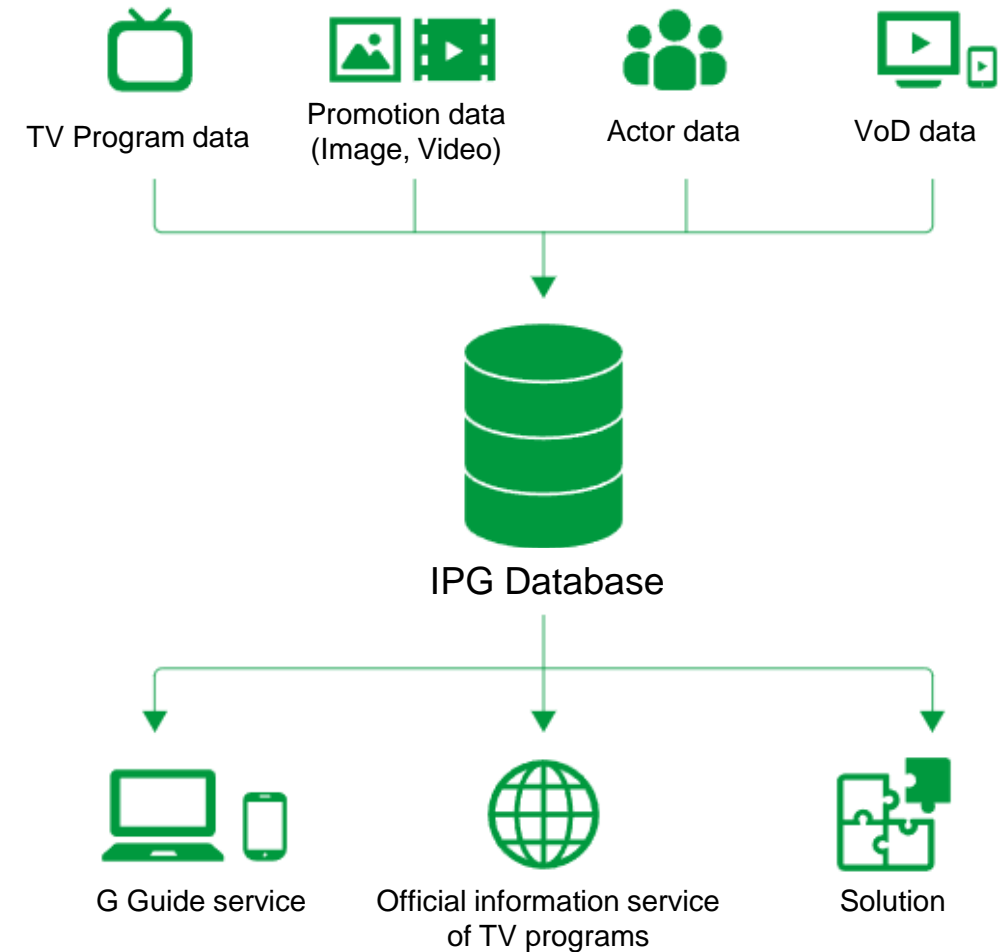 TV Program data
Promotion data
(Image, Video)
Actor data
VoD data
IPG Database
G Guide service
Official information service
of TV programs
Solution